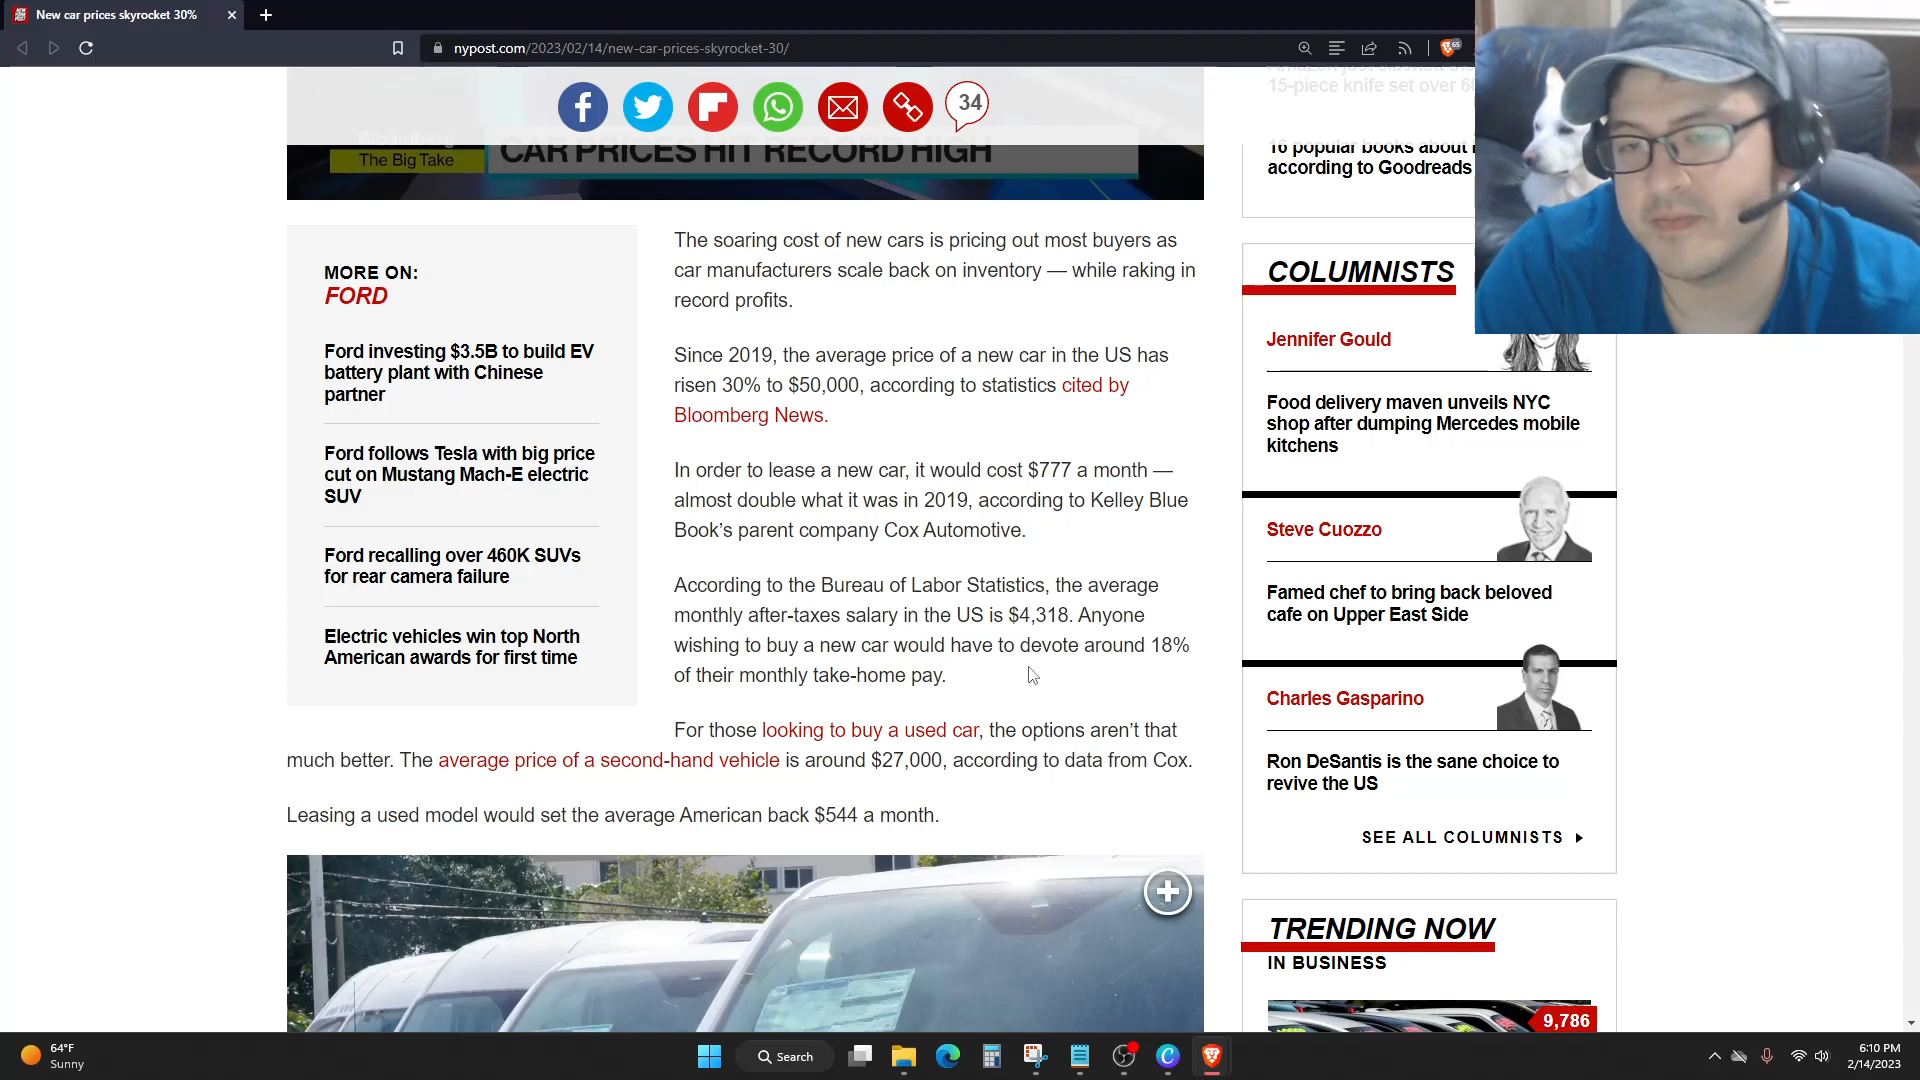 New car prices skyrocket 30%
nypost.com/2023/02/14/new-car-prices-skyrocket-30/
65
34
The Big Take
CAR PRICES HIT RECORD HIGH
MORE ON:
FORD
Ford investing $3.5B to build EV
battery plant with Chinese
partner
Ford follows Tesla with big price
cut on Mustang Mach-E electric
SUV
Ford recalling over 460K SUVs
for rear camera failure
Electric vehicles win top North
American awards for first time
The soaring cost of new cars is pricing out most buyers as
car manufacturers scale back on inventory — while raking in
record profits.
Since 2019, the average price of a new car in the US has
risen 30% to $50,000, according to statistics cited by
Bloomberg News.
In order to lease a new car, it would cost $777 a month —
almost double what it was in 2019, according to Kelley Blue
Book’s parent company Cox Automotive.
According to the Bureau of Labor Statistics, the average
monthly after-taxes salary in the US is $4,318. Anyone
wishing to buy a new car would have to devote around 18%
of their monthly take-home pay.
For those looking to buy a used car, the options aren’t that
much better. The average price of a second-hand vehicle is around $27,000, according to data from Cox.
Leasing a used model would set the average American back $544 a month.
15-piece knife set over
16 popular books about
according to Goodreads
COLUMNISTS
Jennifer Gould
Food delivery maven unveils NYC
shop after dumping Mercedes mobile
kitchens
Steve Cuozzo
Famed chef to bring back beloved
cafe on Upper East Side
Charles Gasparino
Ron DeSantis is the sane choice to
revive the US
SEE ALL COLUMNISTS
TRENDING NOW
IN BUSINESS
9,786
64°F
Sunny
Search
6:10 PM
2/14/2023